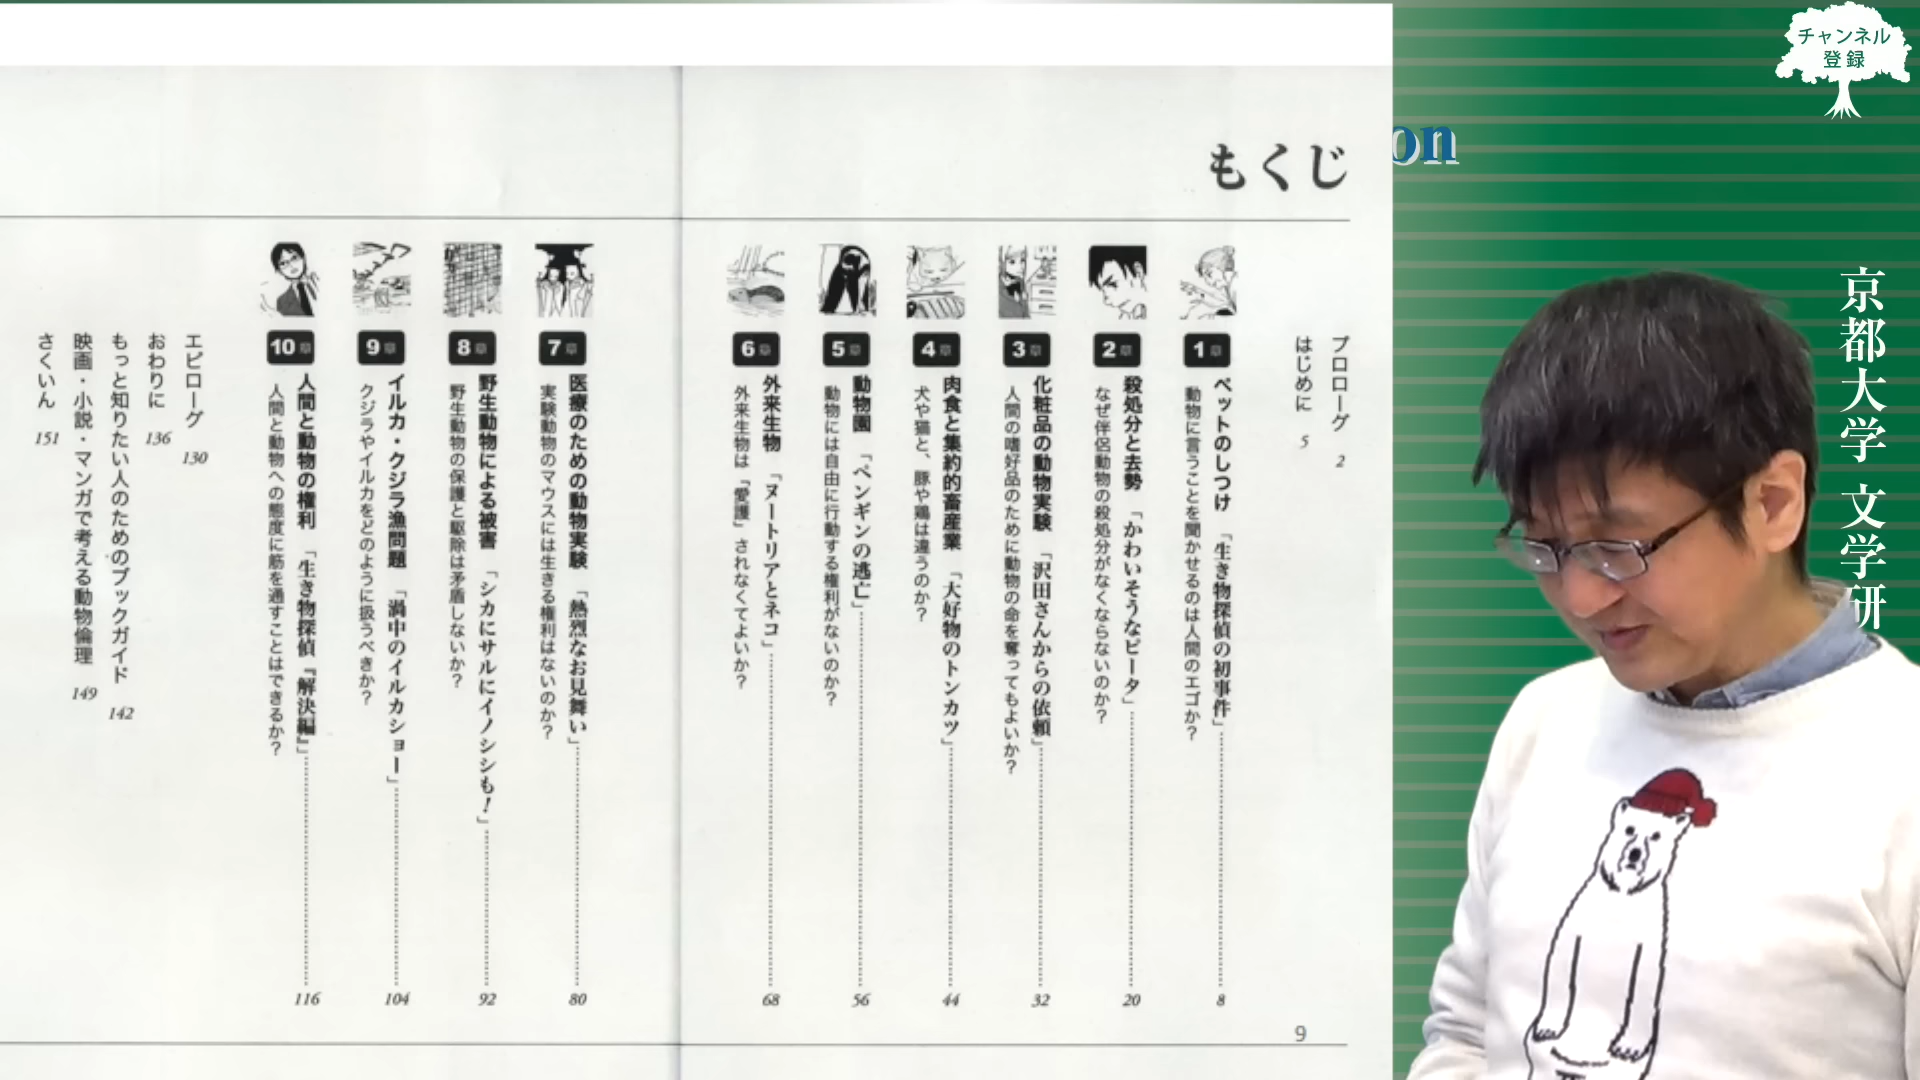 もくじ
プロローグ 2
はじめに 5
1章 ペットのしつけ 「生き物探偵の初事件」 8
動物に言うことを聞かせるのは人間のエゴか?
2章 殺処分と去勢 「かわいそうなピータ」 20
なぜ伴侶動物の殺処分がなくならないのか?
3章 化粧品の動物実験 「沢田さんからの依頼」 32
人間の嗜好品のために動物の命を奪ってもよいか?
4章 肉食と集約的畜産業 「大好物のトンカツ」 44
犬や猫と、豚や鶏は違うのか?
5章 動物園 「ペンギンの逃亡」 56
動物には自由に行動する権利がないのか?
6章 外来生物 「ヌートリアとネコ」 68
外来生物は「愛護」されなくてよいか?
7章 医療のための動物実験 「熱烈なお見舞い」 80
実験動物のマウスには生きる権利はないのか?
8章 野生動物による被害 「シカにサルにイノシシも!」 92
野生動物の保護と駆除は矛盾しないか?
9章 イルカ・クジラ漁問題 「渦中のイルカショー」 104
クジラやイルカをどのように扱うべきか?
10章 人間と動物の権利 「生き物探偵『解決編』」 116
人間と動物への態度に筋を通すことはできるか?
エピローグ 130
おわりに 136
もっと知りたい人のためのブックガイド 142
映画・小説・マンガで考える動物倫理 149
さくいん 151
9
on
チャンネル
登録
京都大学 文学研